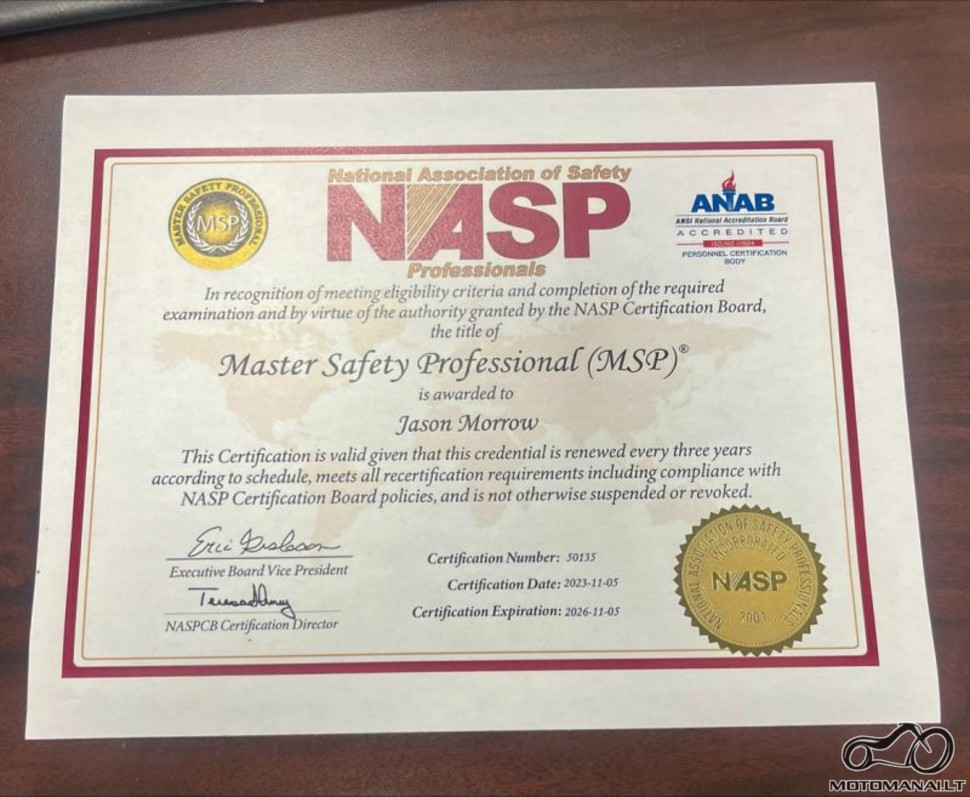 National Association of Safety
NASP
Professionals
MASTER SAFETY PROFESSIONAL
MSP
ANAB
ANSI National Accreditation Board
ACCREDITED
ISO/IEC 17024
PERSONNEL CERTIFICATION
BODY
In recognition of meeting eligibility criteria and completion of the required
examination and by virtue of the authority granted by the NASP Certification Board,
the title of
Master Safety Professional (MSP)®
is awarded to
Jason Morrow
This Certification is valid given that this credential is renewed every three years
according to schedule, meets all recertification requirements including compliance with
NASP Certification Board policies, and is not otherwise suspended or revoked.
Executive Board Vice President
NASPCB Certification Director
Certification Number: 50135
Certification Date: 2023-11-05
Certification Expiration: 2026-11-05
NATIONAL ASSOCIATION OF SAFETY PROFESSIONALS
INCORPORATED
NASP
2001
MOTOMANAI.LT